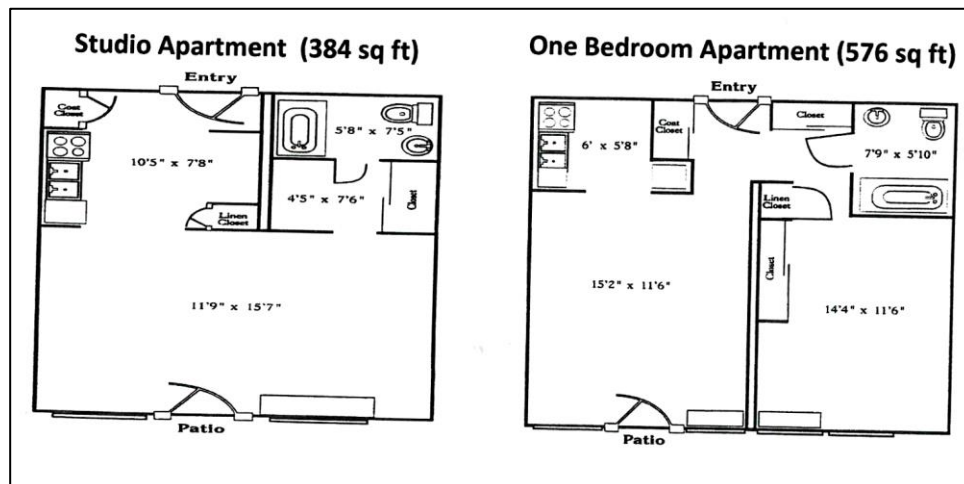 Studio Apartment (384 sq ft)
Entry
Coat
Closet
5'8" x 7'5"
10'5" x 7'8"
4'5" x 7'6"
Closet
Linen
Closet
11'9" x 15'7"
Patio
One Bedroom Apartment (576 sq ft)
Entry
Coat
Closet
Closet
6' x 5'8"
7'9" x 5'10"
Linen
Closet
Closet
15'2" x 11'6"
14'4" x 11'6"
Patio